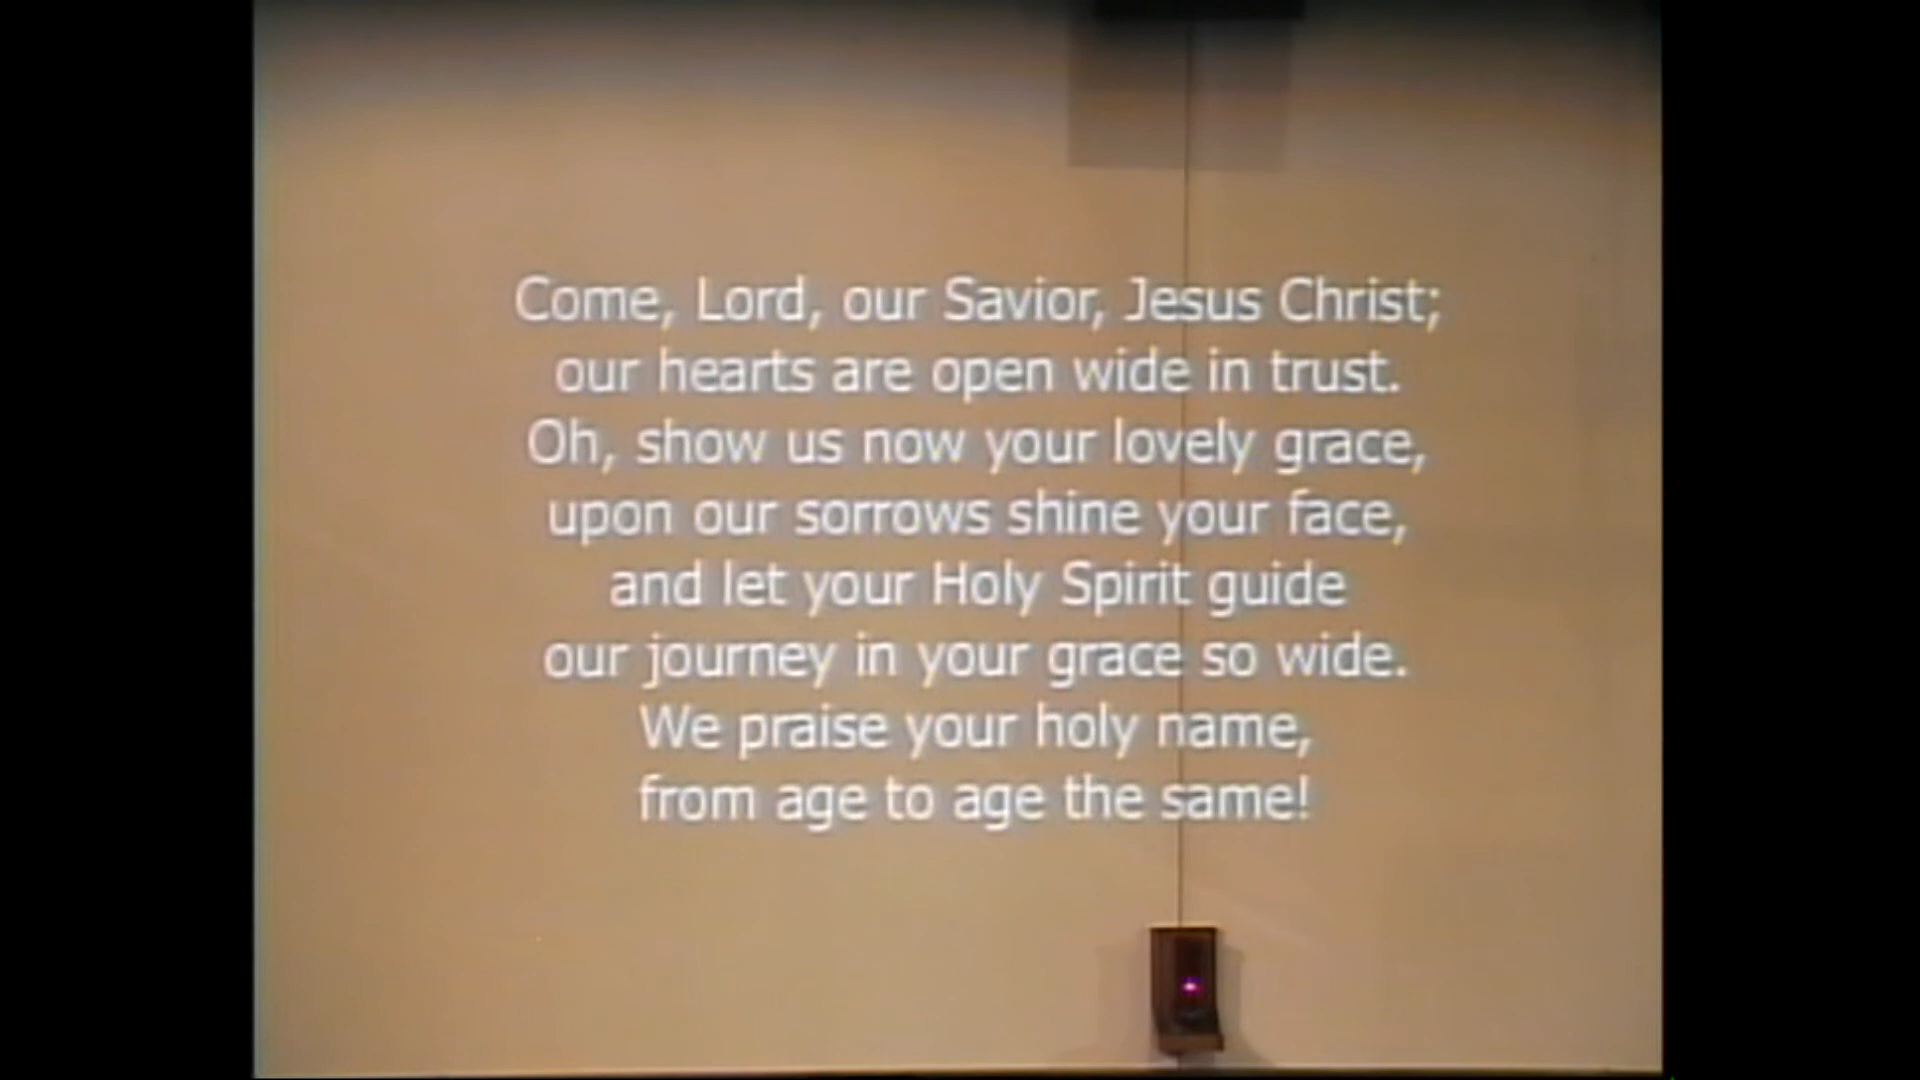 Come, Lord, our Savior, Jesus Christ;
our hearts are open wide in trust.
Oh, show us now your lovely grace,
upon our sorrows shine your face,
and let your Holy Spirit guide
our journey in your grace so wide.
We praise your holy name,
from age to age the same!